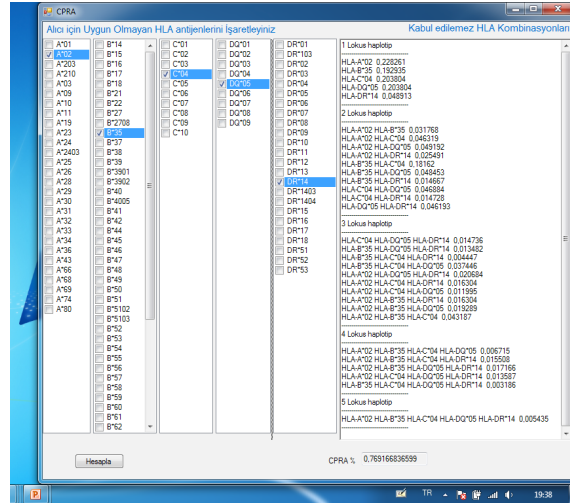 CPRA
Alıcı için Uygun Olmayan HLA antijenlerini İşaretleyiniz
Kabul edilemez HLA Kombinasyonları
A*01
A*02
A*203
A*210
A*03
A*09
A*10
A*11
A*19
A*23
A*24
A*2403
A*25
A*26
A*28
A*29
A*30
A*31
A*32
A*33
A*34
A*36
A*43
A*66
A*68
A*69
A*74
A*80
B*14
B*15
B*16
B*17
B*18
B*21
B*22
B*27
B*2708
B*35
B*37
B*38
B*39
B*3901
B*3902
B*40
B*4005
B*41
B*42
B*44
B*45
B*46
B*47
B*48
B*49
B*50
B*51
B*5102
B*5103
B*52
B*53
B*54
B*55
B*56
B*57
B*58
B*59
B*60
B*61
B*62
C*01
C*02
C*03
C*04
C*05
C*06
C*07
C*08
C*09
C*10
DQ*01
DQ*02
DQ*03
DQ*04
DQ*05
DQ*06
DQ*07
DQ*08
DQ*09
DR*01
DR*103
DR*02
DR*03
DR*04
DR*05
DR*06
DR*07
DR*08
DR*09
DR*10
DR*11
DR*12
DR*13
DR*14
DR*1403
DR*1404
DR*15
DR*16
DR*17
DR*18
DR*51
DR*52
DR*53
1 Lokus haplotip
HLA-A*02 0,228261
HLA-B*35 0,192935
HLA-C*04 0,203804
HLA-DQ*05 0,203804
HLA-DR*14 0,048913
2 Lokus haplotip
HLA-A*02 HLA-B*35 0,031768
HLA-A*02 HLA-C*04 0,046319
HLA-A*02 HLA-DQ*05 0,049192
HLA-A*02 HLA-DR*14 0,025491
HLA-B*35 HLA-C*04 0,18162
HLA-B*35 HLA-DQ*05 0,048453
HLA-B*35 HLA-DR*14 0,014667
HLA-C*04 HLA-DQ*05 0,046884
HLA-C*04 HLA-DR*14 0,014728
HLA-DQ*05 HLA-DR*14 0,046193
3 Lokus haplotip
HLA-C*04 HLA-DQ*05 HLA-DR*14 0,014736
HLA-B*35 HLA-DQ*05 HLA-DR*14 0,013482
HLA-B*35 HLA-C*04 HLA-DR*14 0,004447
HLA-B*35 HLA-C*04 HLA-DQ*05 0,037446
HLA-A*02 HLA-DQ*05 HLA-DR*14 0,020684
HLA-A*02 HLA-C*04 HLA-DR*14 0,016304
HLA-A*02 HLA-C*04 HLA-DQ*05 0,011995
HLA-A*02 HLA-B*35 HLA-DR*14 0,016304
HLA-A*02 HLA-B*35 HLA-DQ*05 0,019289
HLA-A*02 HLA-B*35 HLA-C*04 0,043187
4 Lokus haplotip
HLA-A*02 HLA-B*35 HLA-C*04 HLA-DQ*05 0,006715
HLA-A*02 HLA-B*35 HLA-C*04 HLA-DR*14 0,015508
HLA-A*02 HLA-B*35 HLA-DQ*05 HLA-DR*14 0,017166
HLA-A*02 HLA-C*04 HLA-DQ*05 HLA-DR*14 0,013587
HLA-B*35 HLA-C*04 HLA-DQ*05 HLA-DR*14 0,003186
5 Lokus haplotip
HLA-A*02 HLA-B*35 HLA-C*04 HLA-DQ*05 HLA-DR*14 0,005435
Hesapla
CPRA % 0,769166836599
TR
19:38